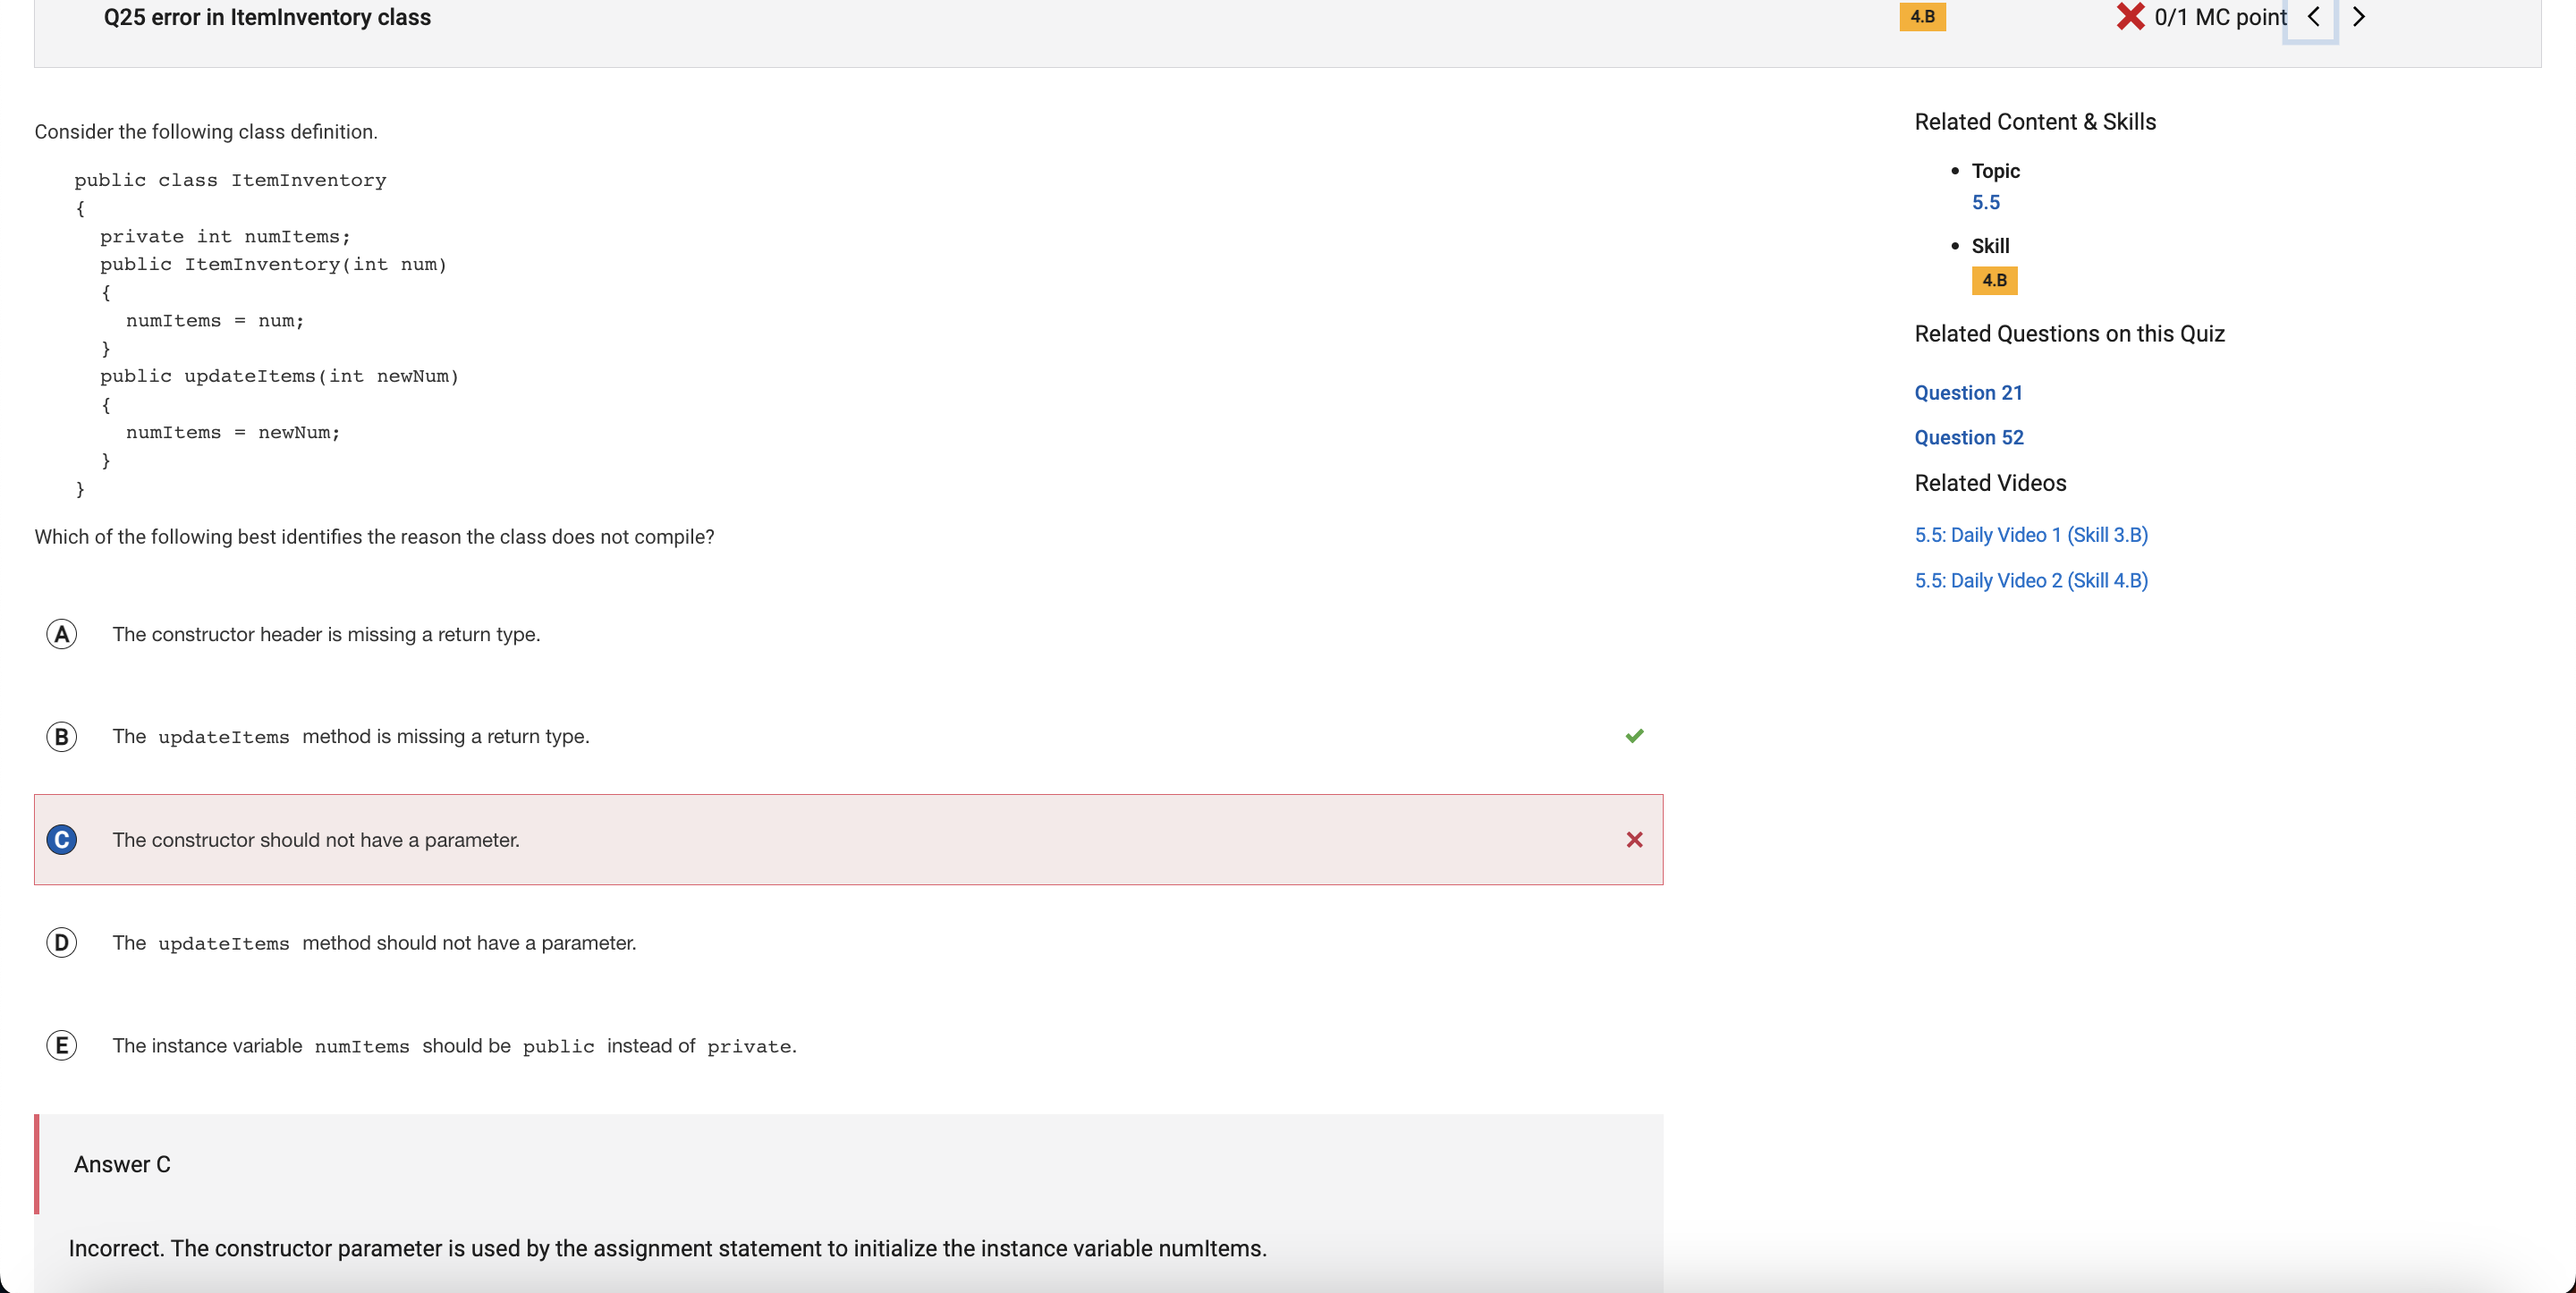 Q25 error in ItemInventory class
4.B
0/1 MC point
Consider the following class definition.
public class ItemInventory
{
private int numItems;
public ItemInventory(int num)
{
numItems = num;
}
public updateItems(int newNum)
{
numItems = newNum;
}
}
Which of the following best identifies the reason the class does not compile?
A The constructor header is missing a return type.
B The updateItems method is missing a return type.
C The constructor should not have a parameter.
D The updateItems method should not have a parameter.
E The instance variable numItems should be public instead of private.
Answer C
Incorrect. The constructor parameter is used by the assignment statement to initialize the instance variable numItems.
Related Content & Skills
• Topic
5.5
• Skill
4.B
Related Questions on this Quiz
Question 21
Question 52
Related Videos
5.5: Daily Video 1 (Skill 3.B)
5.5: Daily Video 2 (Skill 4.B)